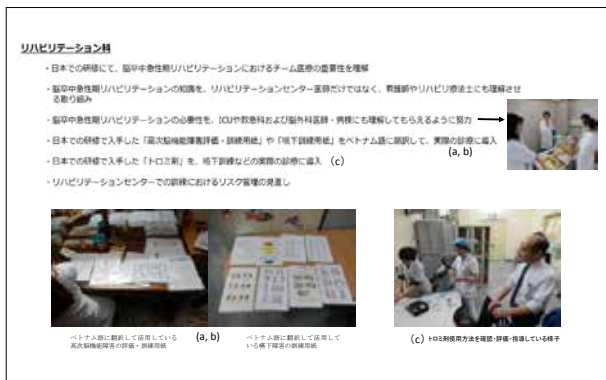 リハビリテーション科
・日本での研修にて、脳卒中急性期リハビリテーションにおけるチーム医療の重要性を理解
・脳卒中急性期リハビリテーションの知識を、リハビリテーションセンター医師だけではなく、看護師やリハビリ療法士にも理解させ
る取り組み
・脳卒中急性期リハビリテーションの必要性を、ICUや救急科および脳外科医師・病棟にも理解してもらえるように努力
・日本での研修で入手した「高次脳機能障害評価・訓練用紙」や「嚥下訓練用紙」をベトナム語に翻訳して、実際の診療に導入
(a, b)
・日本での研修で入手した「トロミ剤」を、嚥下訓練などの実際の診療に導入 (c)
・リハビリテーションセンターでの訓練におけるリスク管理の見直し
ベトナム語に翻訳して活用している
高次脳機能障害の評価・訓練用紙
(a, b)
ベトナム語に翻訳して活用して
いる嚥下障害の訓練用紙
(c) トロミ剤使用方法を確認・評価・指導している様子